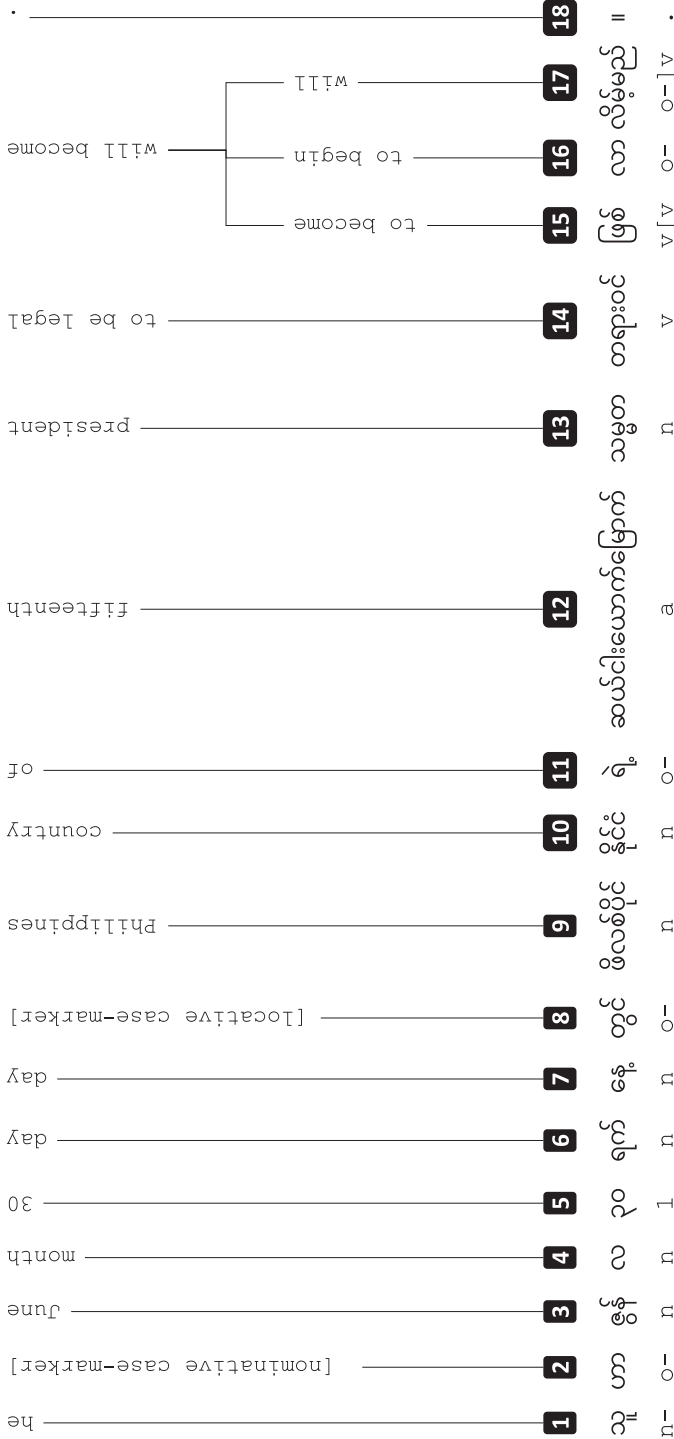 he 1 သူ n-
[nominative case-marker] 2 က o-
June 3 ဇွန် n
month 4 လ n
30 5 ၃၀ 1
day 6 ရက် n
day 7 နေ့ n
[locative case-marker] 8 တွင် o-
Philippines 9 ဖိလစ်ပိုင် n
country 10 နိုင်ငံ n
of 11 ရဲ့ o-
fifteenth 12 ဆယ့်ငါးယောက်မြောက် a
president 13 သမ္မတ n
to be legal 14 တရားဝင် v
will become
to become 15 ဖြစ် v|v
to begin 16 လာ o-
will 17 လိမ့်မည် o-|v
. 18 ။ .